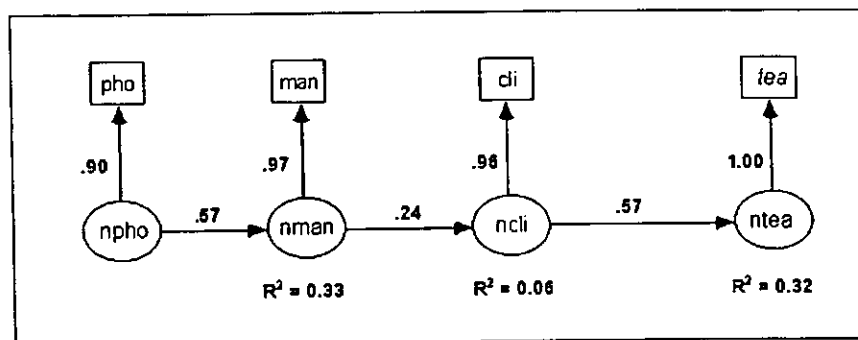 pho man cli tea
.90 .97 .96 1.00
npho .57 nman .24 ncli .57 ntea
R² = 0.33 R² = 0.06 R² = 0.32